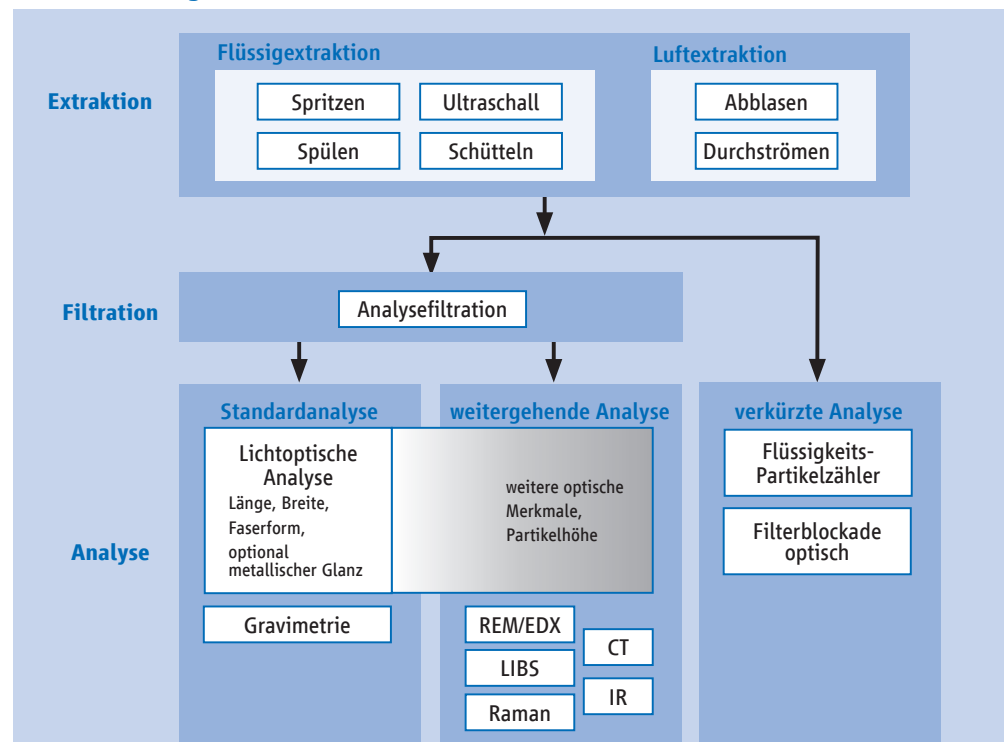 Flüssigextraktion
Luftextraktion
Extraktion
Spritzen
Ultraschall
Abblasen
Spülen
Schütteln
Durchströmen
Filtration
Analysefiltration
Standardanalyse
weitergehende Analyse
verkürzte Analyse
Analyse
Lichtoptische
Analyse
Länge, Breite,
Faserform,
optional
metallischer Glanz
weitere optische
Merkmale,
Partikelhöhe
Flüssigkeits-
Partikelzähler
Filterblockade
optisch
Gravimetrie
REM/EDX
CT
LIBS
IR
Raman